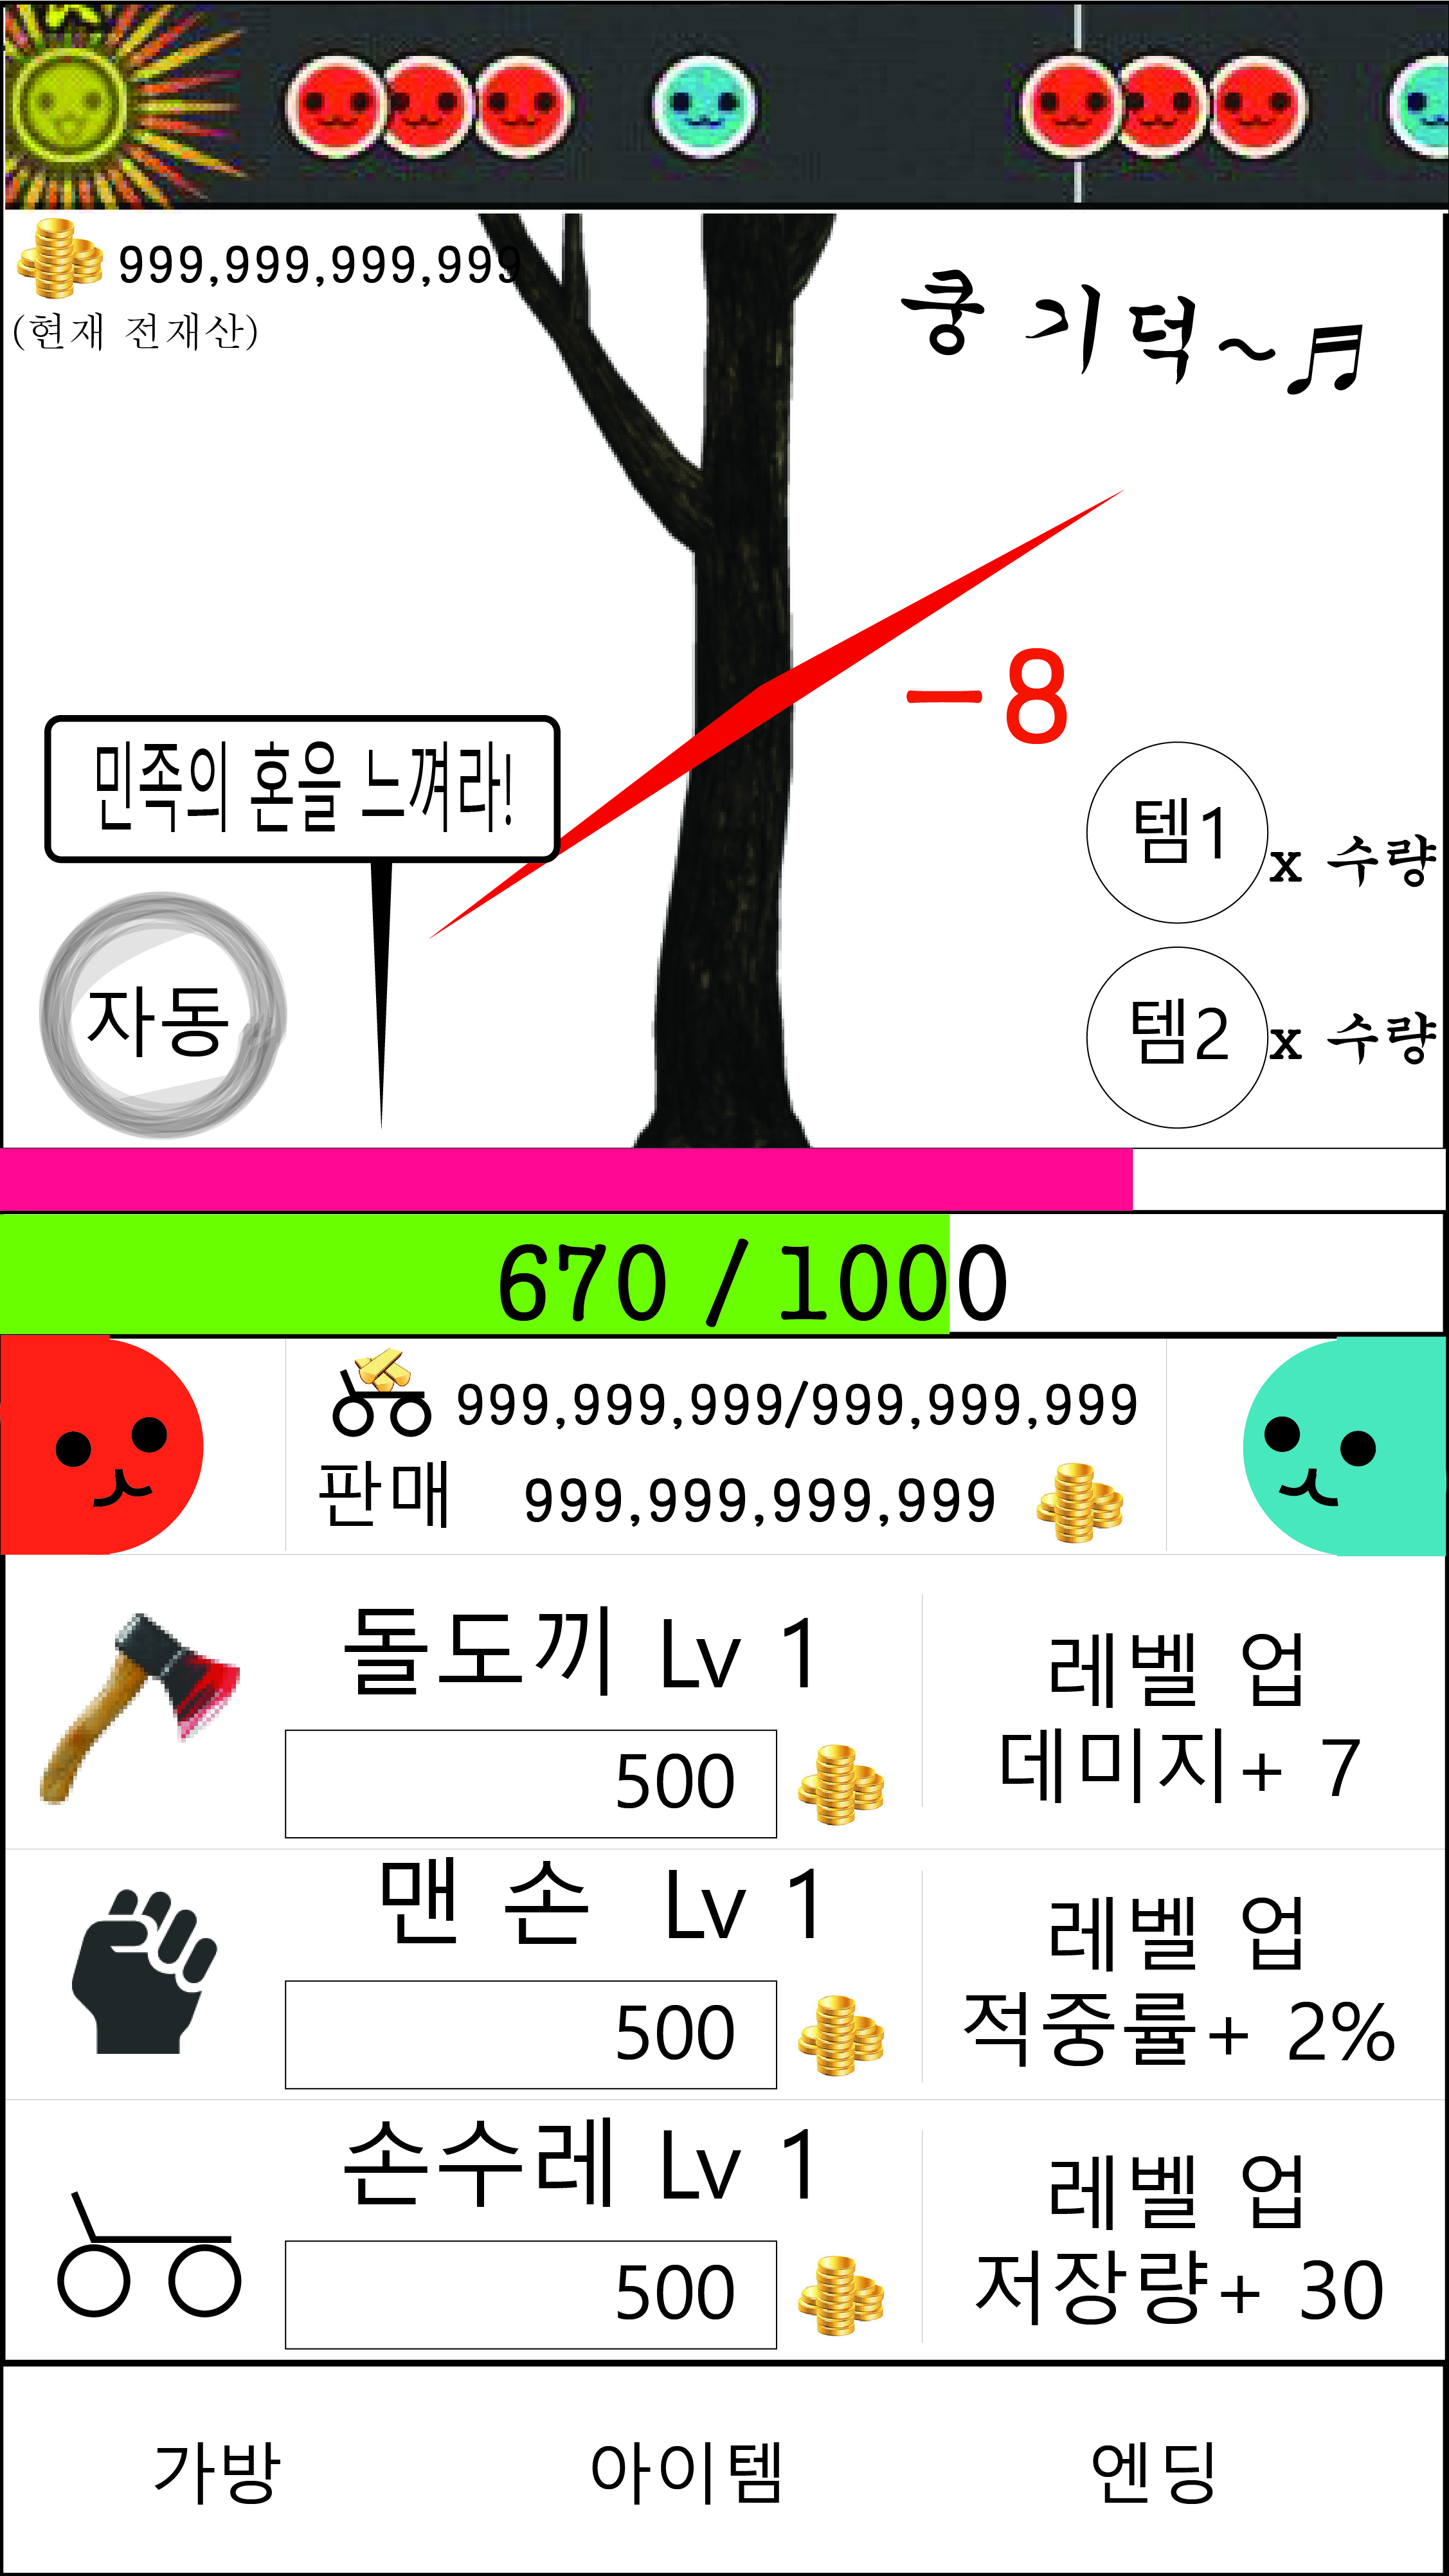 999,999,999,999
(현재 전재산)
쿵 기덕~♬
-8
민족의 혼을 느껴라!
템1
x 수량
자동
템2
x 수량
670 / 1000
999,999,999/999,999,999
판매 999,999,999,999
돌도끼 Lv 1
500
레벨 업
데미지+ 7
맨 손 Lv 1
500
레벨 업
적중률+ 2%
손수레 Lv 1
500
레벨 업
저장량+ 30
가방 아이템 엔딩